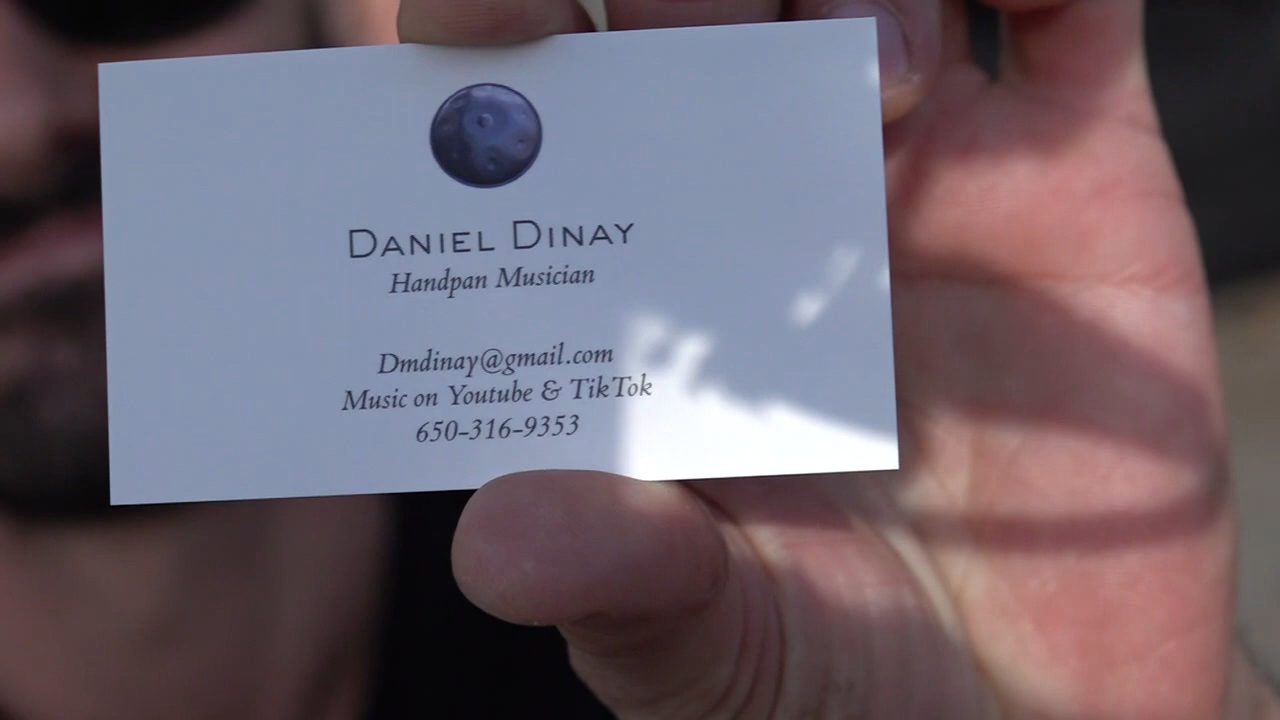 DANIEL DINAY
Handpan Musician
Dmdinay@gmail.com
Music on Youtube & TikTok
650-316-9353